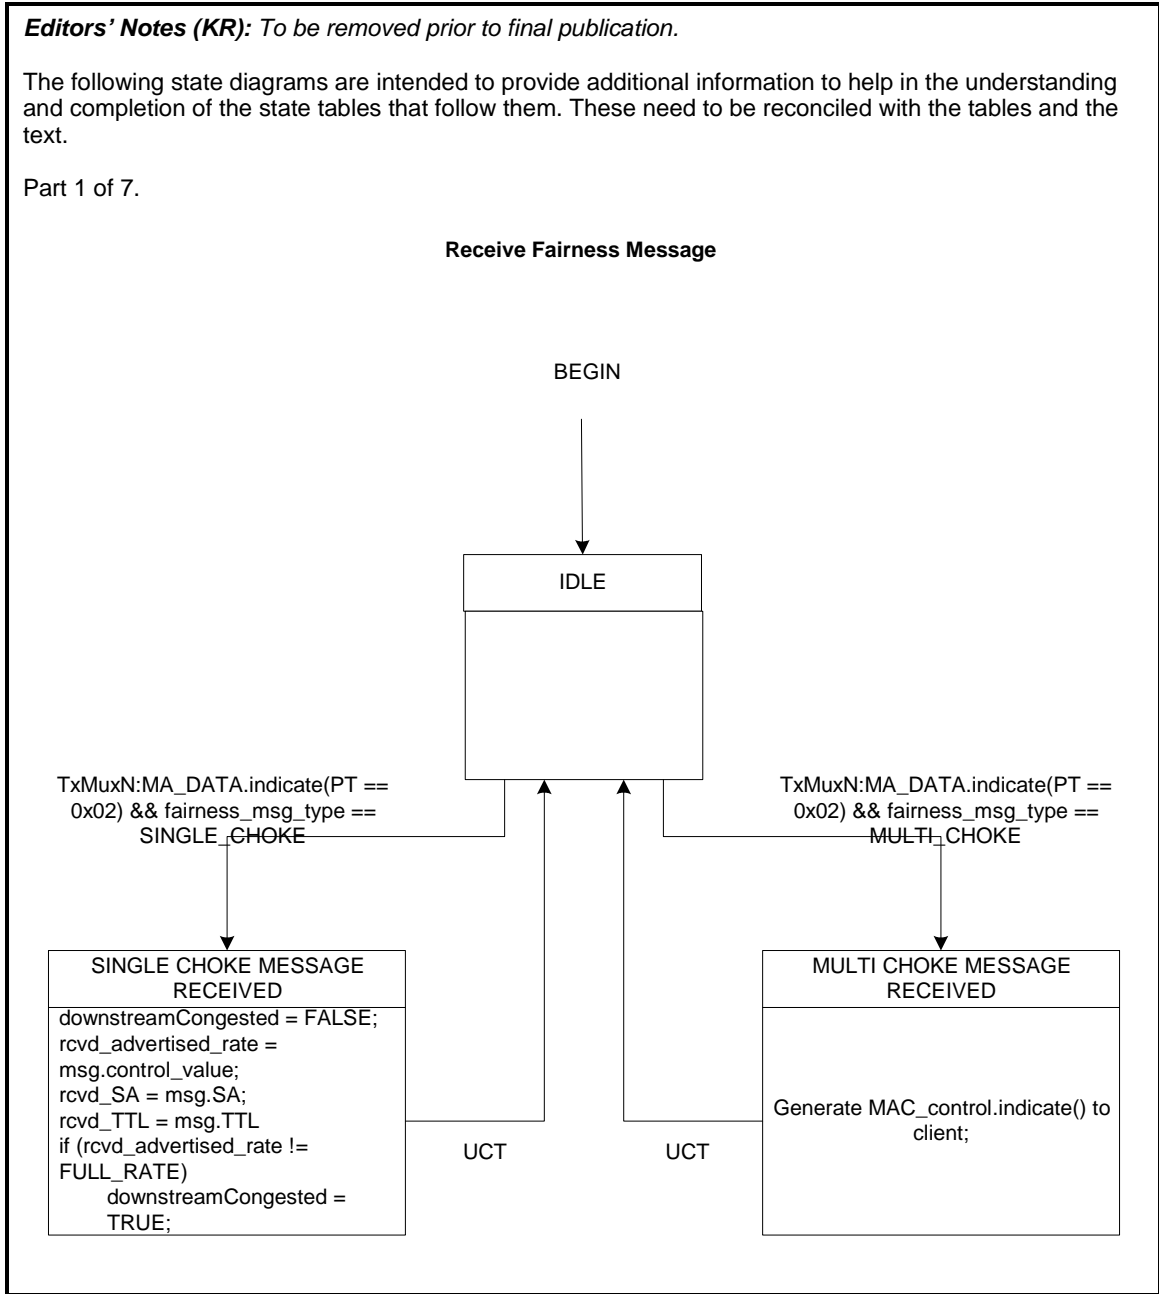 Editors' Notes (KR): To be removed prior to final publication.
The following state diagrams are intended to provide additional information to help in the understanding
and completion of the state tables that follow them. These need to be reconciled with the tables and the
text.
Part 1 of 7.
Receive Fairness Message
BEGIN
IDLE
TxMuxN:MA_DATA.indicate(PT ==
0x02) && fairness_msg_type ==
SINGLE_CHOKE
TxMuxN:MA_DATA.indicate(PT ==
0x02) && fairness_msg_type ==
MULTI_CHOKE
SINGLE CHOKE MESSAGE
RECEIVED
downstreamCongested = FALSE;
rcvd_advertised_rate =
msg.control_value;
rcvd_SA = msg.SA;
rcvd_TTL = msg.TTL
if (rcvd_advertised_rate !=
FULL_RATE)
downstreamCongested =
TRUE;
UCT
UCT
MULTI CHOKE MESSAGE
RECEIVED
Generate MAC_control.indicate() to
client;